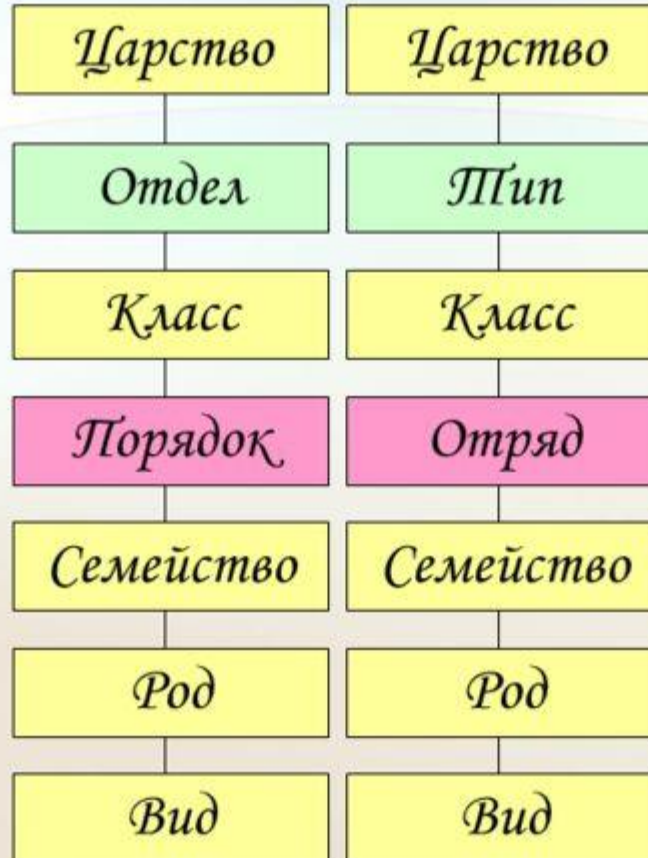 Царство Царство
Отдел Тип
Класс Класс
Порядок Отряд
Семейство Семейство
Род Род
Вид Вид